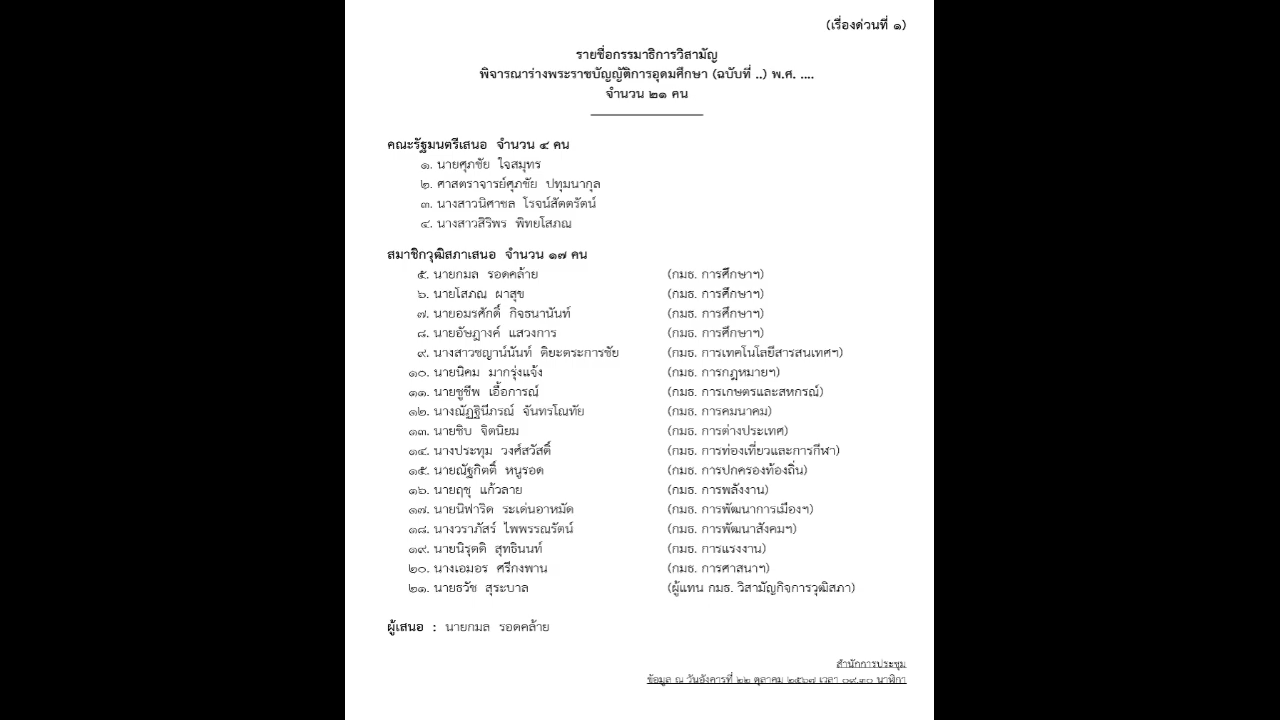 (เรื่องด่วนที่ ๑)
รายชื่อกรรมาธิการวิสามัญ
พิจารณาร่างพระราชบัญญัติการอุดมศึกษา (ฉบับที่ ..) พ.ศ. ....
จำนวน ๒๑ คน
คณะรัฐมนตรีเสนอ จำนวน ๔ คน
๑. นายศุภชัย ใจสมุทร
๒. ศาสตราจารย์ศุภชัย ปทุมนากุล
๓. นางสาวนิศาชล โรจน์สัตตรัตน์
๔. นางสาวสิริพร พิทยโสภณ
สมาชิกวุฒิสภาเสนอ จำนวน ๑๗ คน
๕. นายกมล รอดคล้าย (กมธ. การศึกษาฯ)
๖. นายโสภณ ผาสุข (กมธ. การศึกษาฯ)
๗. นายอมรศักดิ์ กิจธนานันท์ (กมธ. การศึกษาฯ)
๘. นายอัษฎางค์ แสวงการ (กมธ. การศึกษาฯ)
๙. นางสาวชญาน์นันท์ ติยะตระการชัย (กมธ. การเทคโนโลยีสารสนเทศฯ)
๑๐. นายนิคม มากรุ่งแจ้ง (กมธ. การกฎหมายฯ)
๑๑. นายชูชีพ เอื้อการณ์ (กมธ. การเกษตรและสหกรณ์)
๑๒. นางณัฏฐินีภรณ์ จันทรโณทัย (กมธ. การคมนาคม)
๑๓. นายชิบ จิตนิยม (กมธ. การต่างประเทศ)
๑๔. นางประทุม วงศ์สวัสดิ์ (กมธ. การท่องเที่ยวและการกีฬา)
๑๕. นายณัฐกิตติ์ หนูรอด (กมธ. การปกครองท้องถิ่น)
๑๖. นายฤชุ แก้วลาย (กมธ. การพลังงาน)
๑๗. นายนิฟาริด ระเด่นอาหมัด (กมธ. การพัฒนาการเมืองฯ)
๑๘. นางวราภัสร์ ไพพรรณรัตน์ (กมธ. การพัฒนาสังคมฯ)
๑๙. นายนิรุตติ สุทธินนท์ (กมธ. การแรงงาน)
๒๐. นางเอมอร ศรีกงพาน (กมธ. การศาสนาฯ)
๒๑. นายธวัช สุระบาล (ผู้แทน กมธ. วิสามัญกิจการวุฒิสภา)
ผู้เสนอ : นายกมล รอดคล้าย
สำนักการประชุม
ข้อมูล ณ วันอังคารที่ ๒๒ ตุลาคม ๒๕๖๗ เวลา ๐๙.๓๐ นาฬิกา